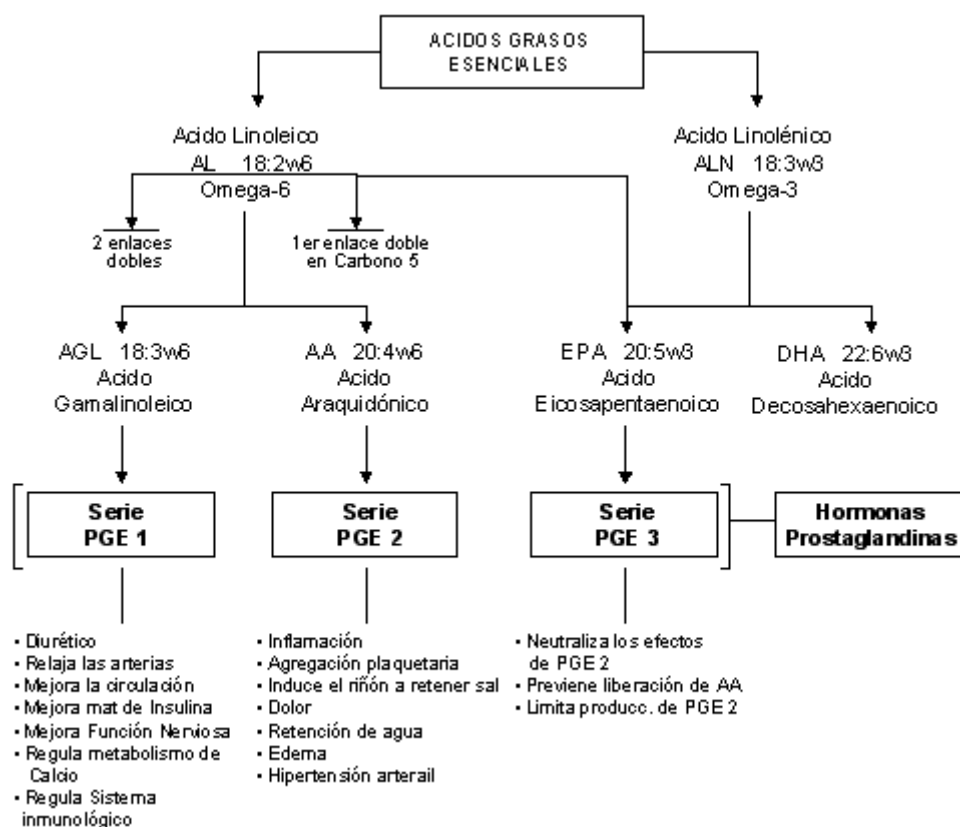 ACIDOS GRASOS
ESENCIALES
Acido Linoleico
AL 18:2w6
Omega-6
Acido Linolénico
ALN 18:3w3
Omega-3
2 enlaces
dobles
1er enlace doble
en Carbono 5
AGL 18:3w6
Acido
Gamalinoleico
AA 20:4w6
Acido
Araquidónico
EPA 20:5w3
Acido
Eicosapentaenoico
DHA 22:6w3
Acido
Decosahexaenoico
Serie
PGE 1
Serie
PGE 2
Serie
PGE 3
Hormonas
Prostaglandinas
• Diurético
• Relaja las arterias
• Mejora la circulación
• Mejora mat de Insulina
• Mejora Función Nerviosa
• Regula metabolismo de
Calcio
• Regula Sistema
inmunológico
• Inflamación
• Agregación plaquetaria
• Induce el riñón a retener sal
• Dolor
• Retención de agua
• Edema
• Hipertensión arterail
• Neutraliza los efectos
de PGE 2
• Previene liberación de AA
• Limita producc. de PGE 2